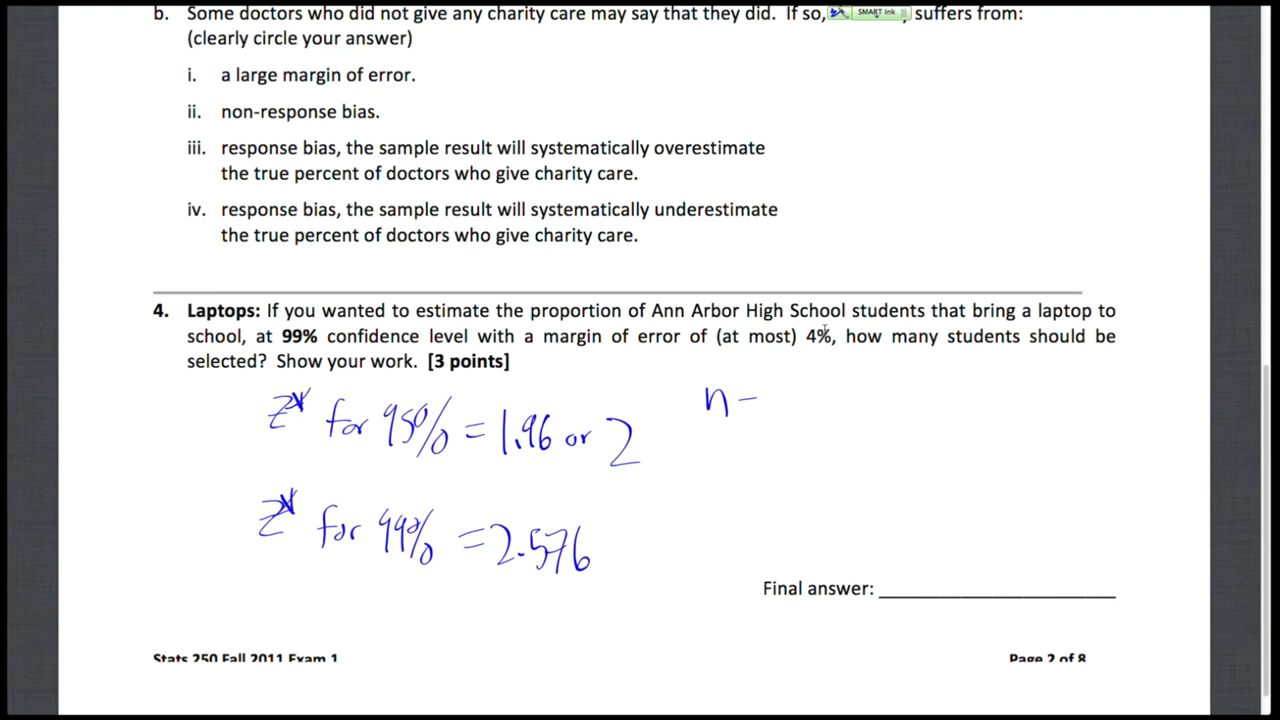 b. Some doctors who did not give any charity care may say that they did. If so, SMART Ink , suffers from:
(clearly circle your answer)
i. a large margin of error.
ii. non-response bias.
iii. response bias, the sample result will systematically overestimate
the true percent of doctors who give charity care.
iv. response bias, the sample result will systematically underestimate
the true percent of doctors who give charity care.
4. Laptops: If you wanted to estimate the proportion of Ann Arbor High School students that bring a laptop to
school, at 99% confidence level with a margin of error of (at most) 4%, how many students should be
selected? Show your work. [3 points]
n -
z* for 95% = 1.96 or 2
z* for 99% = 2.576
Final answer: ____________________
Stats 250 Fall 2011 Exam 1 Page 2 of 8